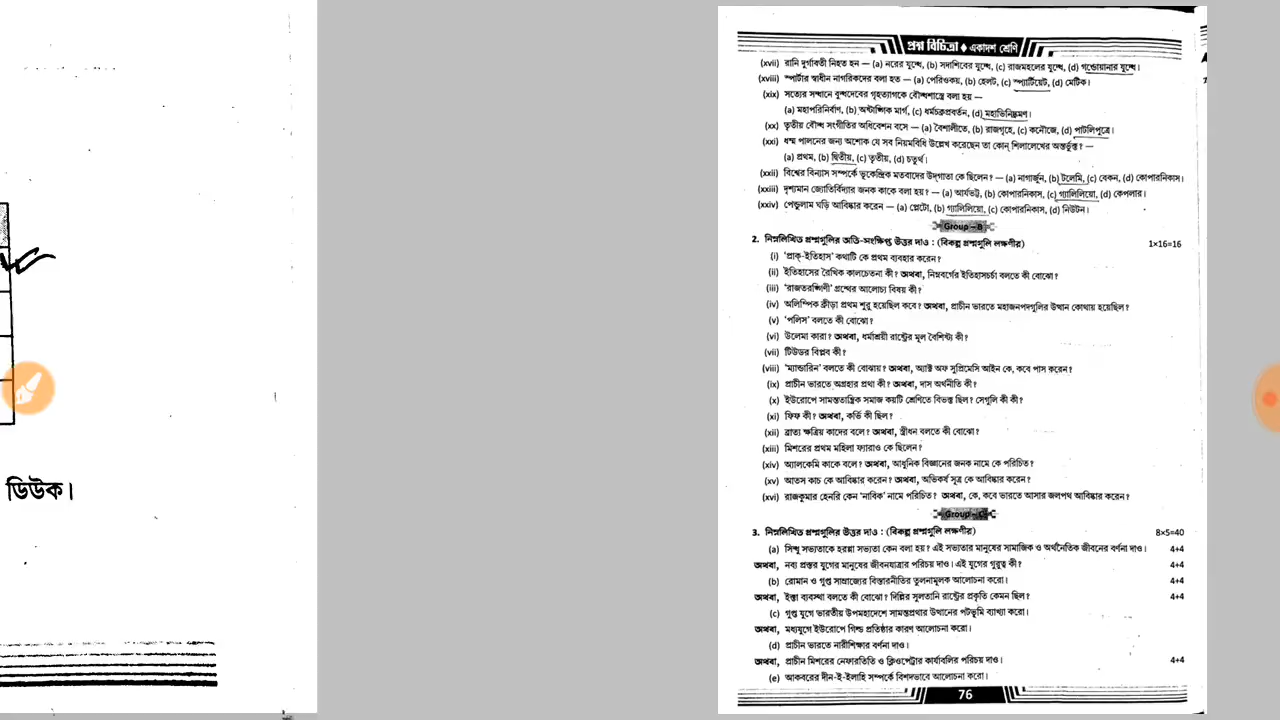 ডিউক।
প্রশ্ন বিচিত্রা ♦ একাদশ শ্রেণি
(xvii) রানি দুর্গাবতী নিহত হন — (a) নরের যুদ্ধে, (b) সদাশিবের যুদ্ধে, (c) রাজমহলের যুদ্ধে, (d) গণ্ডোয়ানার যুদ্ধে।
(xviii) স্পার্টার স্বাধীন নাগরিকদের বলা হত — (a) পেরিওকয়, (b) হেলট, (c) স্প্যার্টিয়েট, (d) মেটিক।
(xix) সত্যের সন্ধানে বুদ্ধদেবের গৃহত্যাগকে বৌদ্ধশাস্ত্রে বলা হয় —
(a) মহাপরিনির্বাণ, (b) অষ্টাঙ্গিক মার্গ, (c) ধর্মচক্রপ্রবর্তন, (d) মহাভিনিষ্ক্রমণ।
(xx) তৃতীয় বৌদ্ধ সংগীতির অধিবেশন বসে — (a) বৈশালীতে, (b) রাজগৃহে, (c) কনৌজে, (d) পাটলিপুত্রে।
(xxi) ধম্ম পালনের জন্য অশোক যে সব নিয়মবিধি উল্লেখ করেছেন তা কোন্ শিলালেখের অন্তর্ভুক্ত? —
(a) প্রথম, (b) দ্বিতীয়, (c) তৃতীয়, (d) চতুর্থ।
(xxii) বিশ্বের বিন্যাস সম্পর্কে ভূকেন্দ্রিক মতবাদের উদ্‌গাতা কে ছিলেন? — (a) নাগার্জুন, (b) টলেমি, (c) বেকন, (d) কোপারনিকাস।
(xxiii) দৃশ্যমান জ্যোতির্বিদ্যার জনক কাকে বলা হয়? — (a) আর্যভট্ট, (b) কোপারনিকাস, (c) গ্যালিলিয়ো, (d) কেপলার।
(xxiv) পেন্ডুলাম ঘড়ি আবিষ্কার করেন — (a) প্লেটো, (b) গ্যালিলিয়ো, (c) কোপারনিকাস, (d) নিউটন।
Group – B
2. নিম্নলিখিত প্রশ্নগুলির অতি-সংক্ষিপ্ত উত্তর দাও : (বিকল্প প্রশ্নগুলি লক্ষণীয়) 1×16=16
(i) 'প্রাক্-ইতিহাস' কথাটি কে প্রথম ব্যবহার করেন?
(ii) ইতিহাসের রৈখিক কালচেতনা কী? অথবা, নিম্নবর্গের ইতিহাসচর্চা বলতে কী বোঝো?
(iii) 'রাজতরঙ্গিণী' গ্রন্থের আলোচ্য বিষয় কী?
(iv) অলিম্পিক ক্রীড়া প্রথম শুরু হয়েছিল কবে? অথবা, প্রাচীন ভারতে মহাজনপদগুলির উত্থান কোথায় হয়েছিল?
(v) 'পলিস' বলতে কী বোঝো?
(vi) উলেমা কারা? অথবা, ধর্মাশ্রয়ী রাষ্ট্রের মূল বৈশিষ্ট্য কী?
(vii) টিউডর বিপ্লব কী?
(viii) 'ম্যান্ডারিন' বলতে কী বোঝায়? অথবা, অ্যাক্ট অফ সুপ্রিমেসি আইন কে, কবে পাস করেন?
(ix) প্রাচীন ভারতে অগ্রহার প্রথা কী? অথবা, দাস অর্থনীতি কী?
(x) ইউরোপে সামন্ততান্ত্রিক সমাজ কয়টি শ্রেণিতে বিভক্ত ছিল? সেগুলি কী কী?
(xi) ফিফ কী? অথবা, কর্ভি কী ছিল?
(xii) ব্রাত্য ক্ষত্রিয় কাদের বলে? অথবা, স্ত্রীধন বলতে কী বোঝো?
(xiii) মিশরের প্রথম মহিলা ফ্যারাও কে ছিলেন?
(xiv) অ্যালকেমি কাকে বলে? অথবা, আধুনিক বিজ্ঞানের জনক নামে কে পরিচিত?
(xv) আতস কাচ কে আবিষ্কার করেন? অথবা, অভিকর্ষ সূত্র কে আবিষ্কার করেন?
(xvi) রাজকুমার হেনরি কেন 'নাবিক' নামে পরিচিত? অথবা, কে, কবে ভারতে আসার জলপথ আবিষ্কার করেন?
Group – C
3. নিম্নলিখিত প্রশ্নগুলির উত্তর দাও : (বিকল্প প্রশ্নগুলি লক্ষণীয়) 8×5=40
(a) সিন্ধু সভ্যতাকে হরপ্পা সভ্যতা কেন বলা হয়? এই সভ্যতার মানুষের সামাজিক ও অর্থনৈতিক জীবনের বর্ণনা দাও। 4+4
অথবা, নব্য প্রস্তর যুগের মানুষের জীবনযাত্রার পরিচয় দাও। এই যুগের গুরুত্ব কী? 4+4
(b) রোমান ও গুপ্ত সাম্রাজ্যের বিস্তারনীতির তুলনামূলক আলোচনা করো। 4+4
অথবা, ইক্তা ব্যবস্থা বলতে কী বোঝো? দিল্লির সুলতানি রাষ্ট্রের প্রকৃতি কেমন ছিল? 4+4
(c) গুপ্ত যুগে ভারতীয় উপমহাদেশে সামন্তপ্রথার উত্থানের পটভূমি ব্যাখ্যা করো।
অথবা, মধ্যযুগে ইউরোপে গিল্ড প্রতিষ্ঠার কারণ আলোচনা করো।
(d) প্রাচীন ভারতে নারীশিক্ষার বর্ণনা দাও।
অথবা, প্রাচীন মিশরের নেফারতিতি ও ক্লিওপেট্রার কার্যাবলির পরিচয় দাও। 4+4
(e) আকবরের দীন-ই-ইলাহি সম্পর্কে বিশদভাবে আলোচনা করো।
76